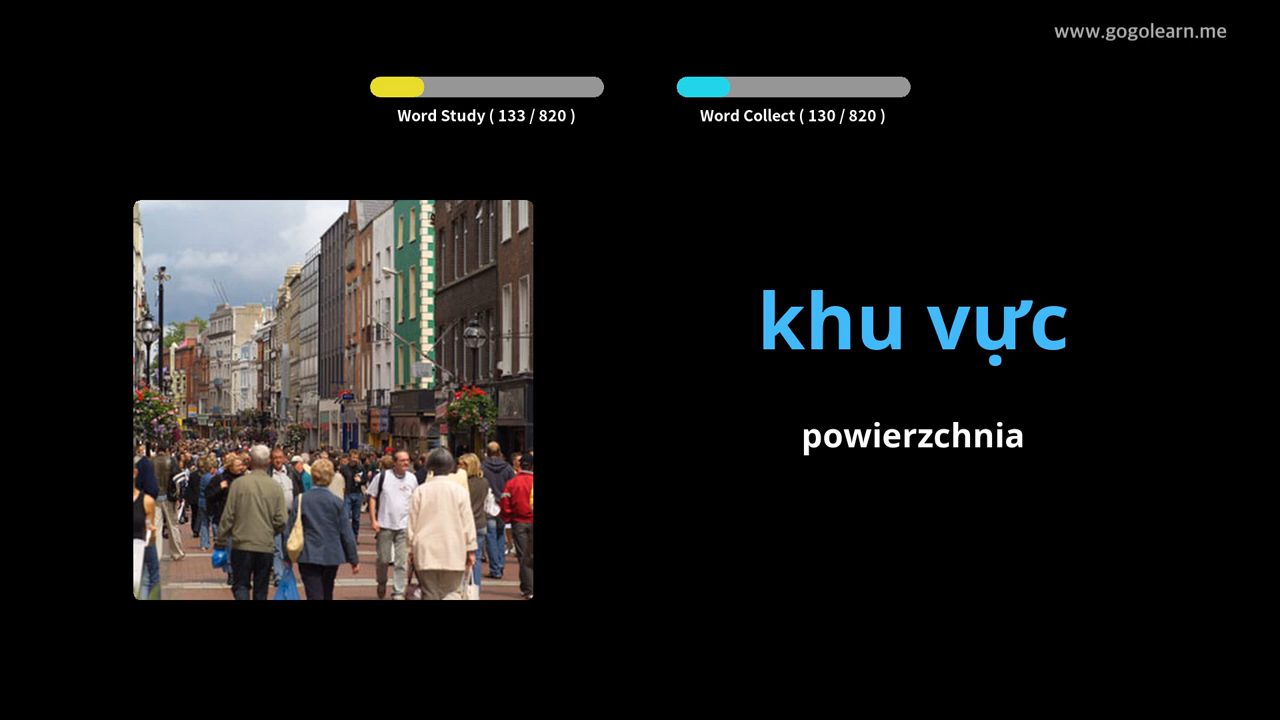 www.gogolearn.me
Word Study ( 133 / 820 )
Word Collect ( 130 / 820 )
khu vực
powierzchnia